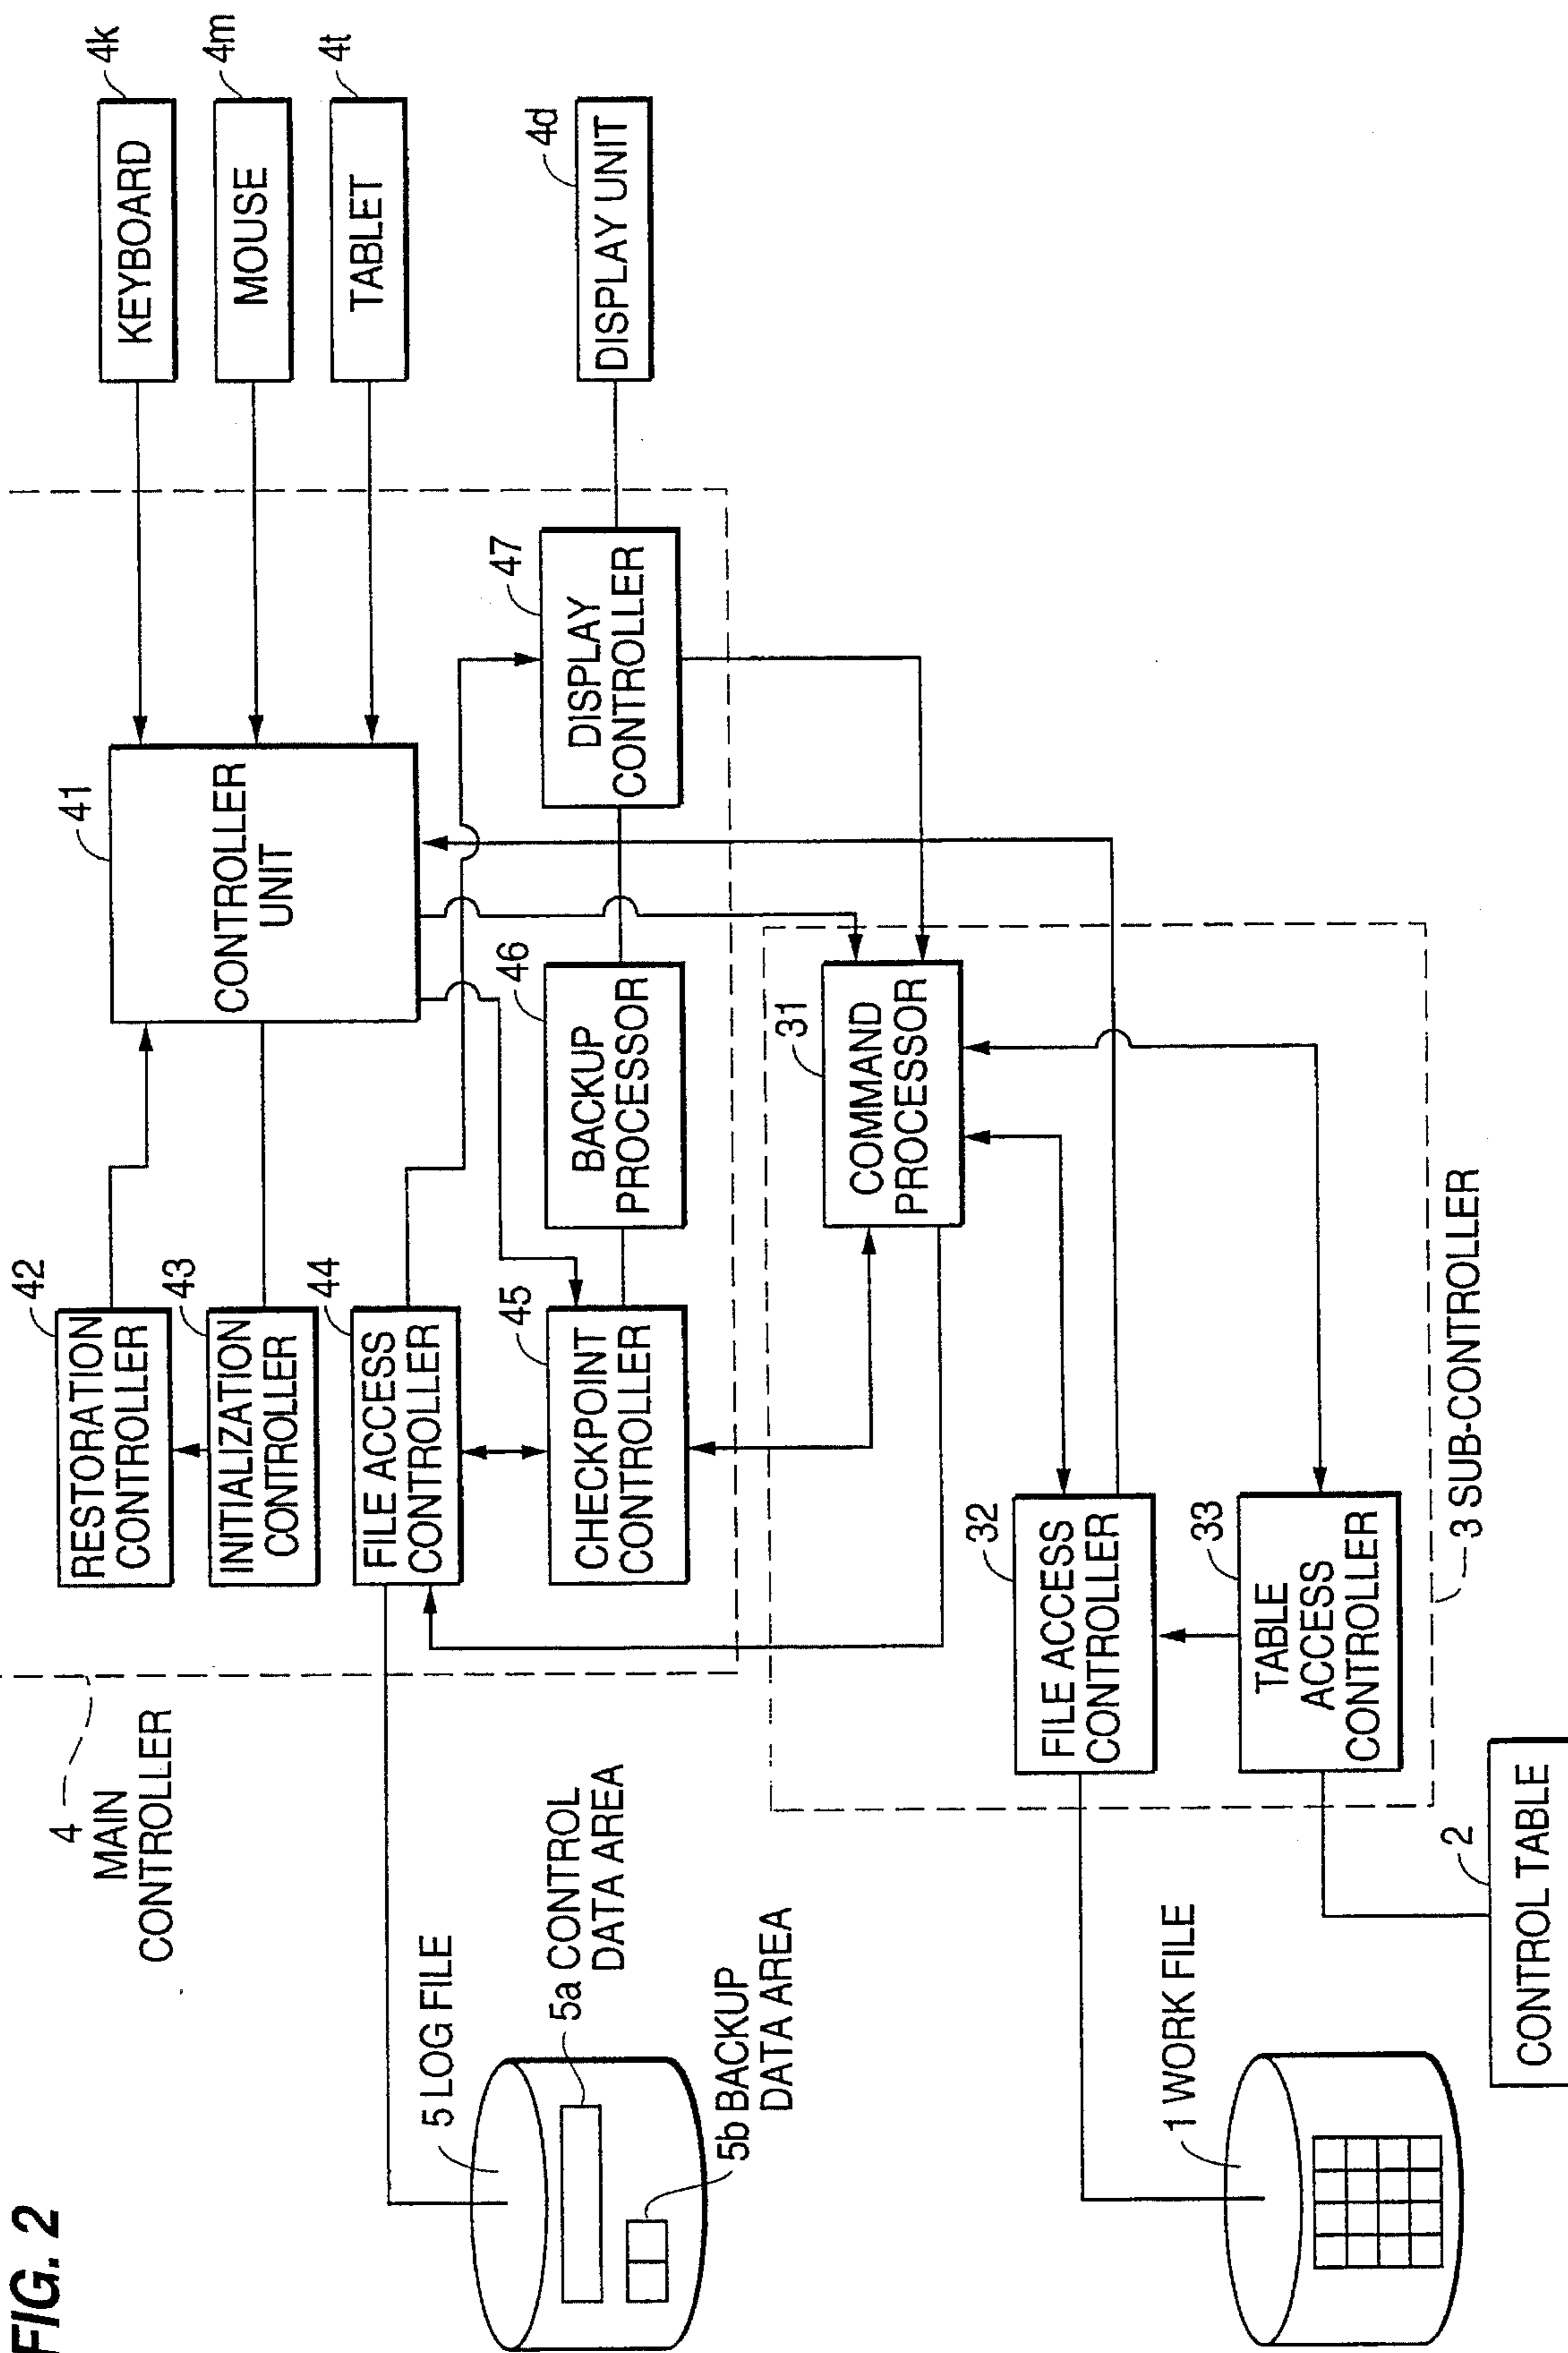 FIG. 2
4
MAIN
CONTROLLER
42
RESTORATION
CONTROLLER
43
INITIALIZATION
CONTROLLER
44
FILE ACCESS
CONTROLLER
45
CHECKPOINT
CONTROLLER
41
CONTROLLER
UNIT
46
BACKUP
PROCESSOR
47
DISPLAY
CONTROLLER
KEYBOARD
4k
MOUSE
4m
TABLET
4t
DISPLAY UNIT
4d
5 LOG FILE
5a CONTROL
DATA AREA
5b BACKUP
DATA AREA
31
COMMAND
PROCESSOR
32
FILE ACCESS
CONTROLLER
33
TABLE
ACCESS
CONTROLLER
3 SUB-CONTROLLER
1 WORK FILE
2
CONTROL TABLE